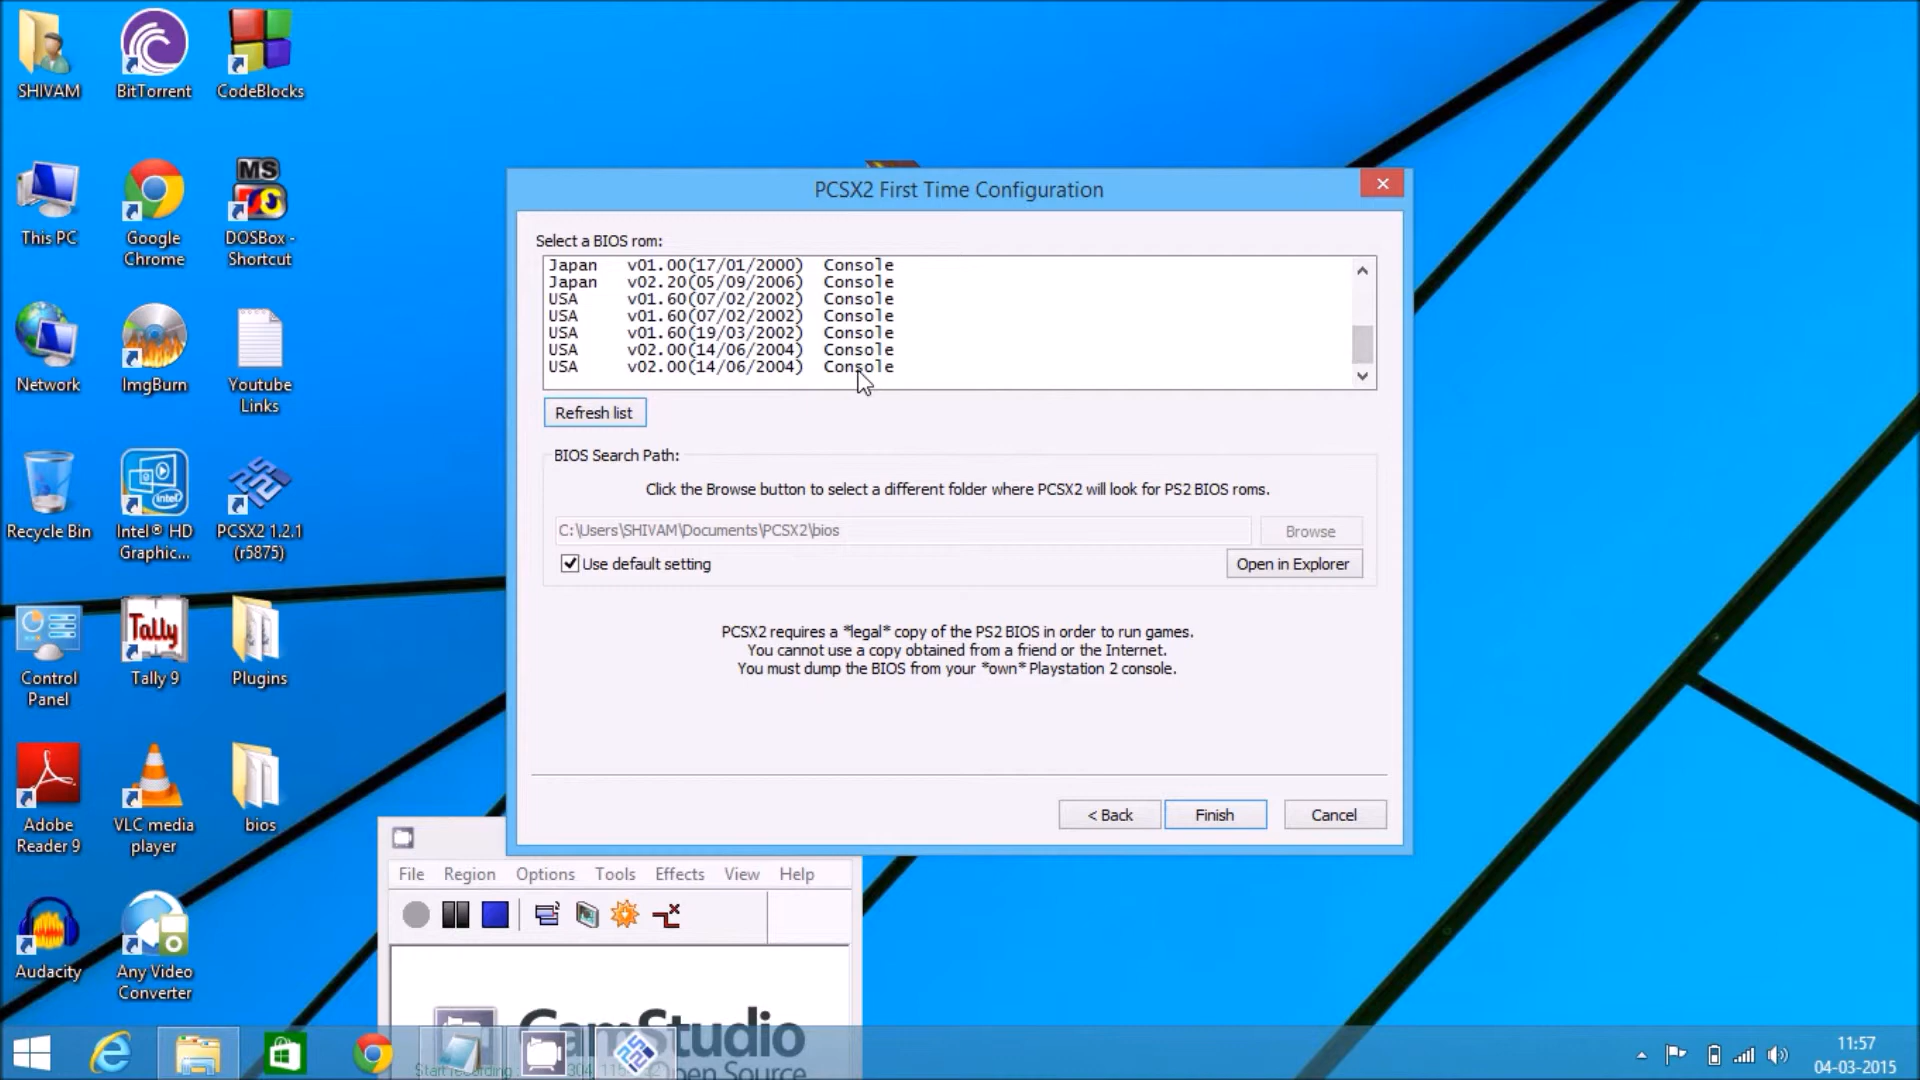 SHIVAM
BitTorrent
CodeBlocks
This PC
Google
Chrome
MS
DOSBox -
Shortcut
Network
ImgBurn
Youtube
Links
Recycle Bin
intel
Intel® HD
Graphic...
PCSX2 1.2.1
(r5875)
Control
Panel
Tally
Tally 9
Plugins
Adobe
Reader 9
VLC media
player
bios
Audacity
Any Video
Converter
PCSX2 First Time Configuration
Select a BIOS rom:
Japan v01.00(17/01/2000) Console
Japan v02.20(05/09/2006) Console
USA v01.60(07/02/2002) Console
USA v01.60(07/02/2002) Console
USA v01.60(19/03/2002) Console
USA v02.00(14/06/2004) Console
USA v02.00(14/06/2004) Console
Refresh list
BIOS Search Path:
Click the Browse button to select a different folder where PCSX2 will look for PS2 BIOS roms.
C:\Users\SHIVAM\Documents\PCSX2\bios
Browse
Use default setting
Open in Explorer
PCSX2 requires a *legal* copy of the PS2 BIOS in order to run games.
You cannot use a copy obtained from a friend or the Internet.
You must dump the BIOS from your *own* Playstation 2 console.
< Back
Finish
Cancel
File Region Options Tools Effects View Help
CamStudio
Open Source
Start recording
11:57
04-03-2015